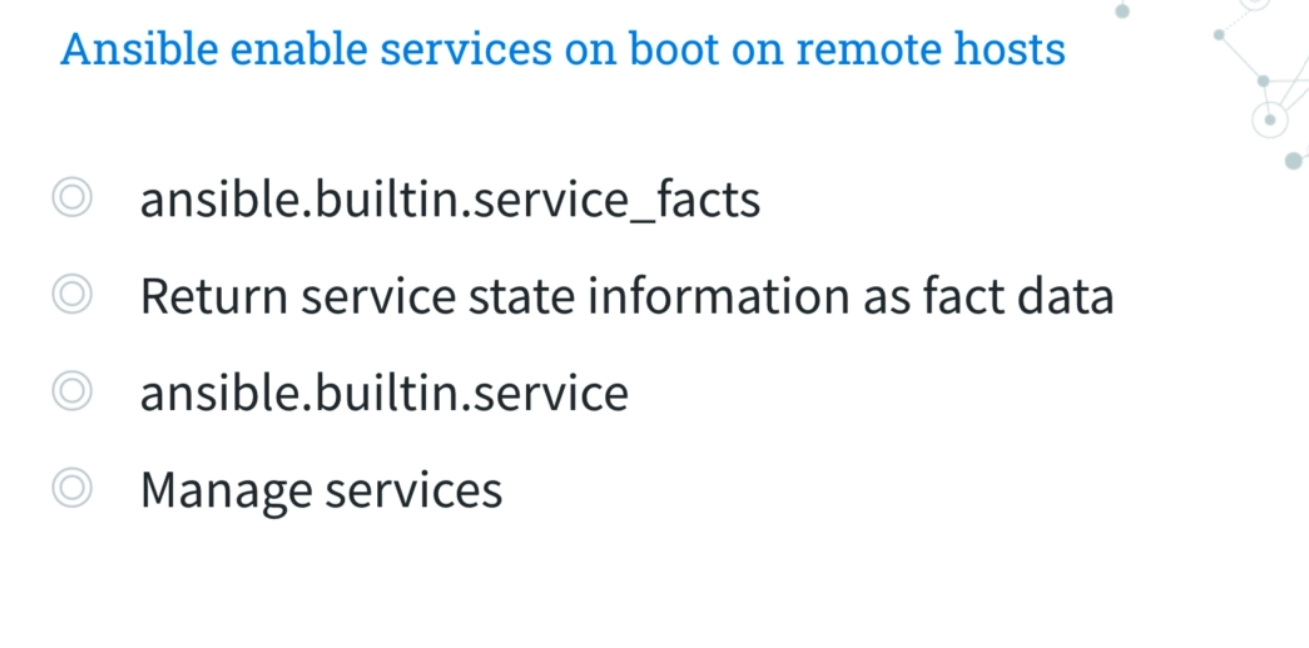 Ansible enable services on boot on remote hosts
ansible.builtin.service_facts
Return service state information as fact data
ansible.builtin.service
Manage services